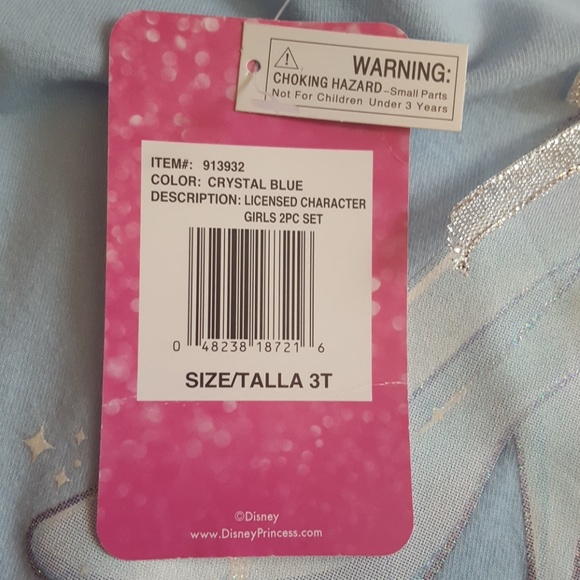 WARNING:
CHOKING HAZARD–Small Parts
Not For Children Under 3 Years
ITEM#: 913932
COLOR: CRYSTAL BLUE
DESCRIPTION: LICENSED CHARACTER
GIRLS 2PC SET
0 48238 18721 6
SIZE/TALLA 3T
©Disney
www.DisneyPrincess.com